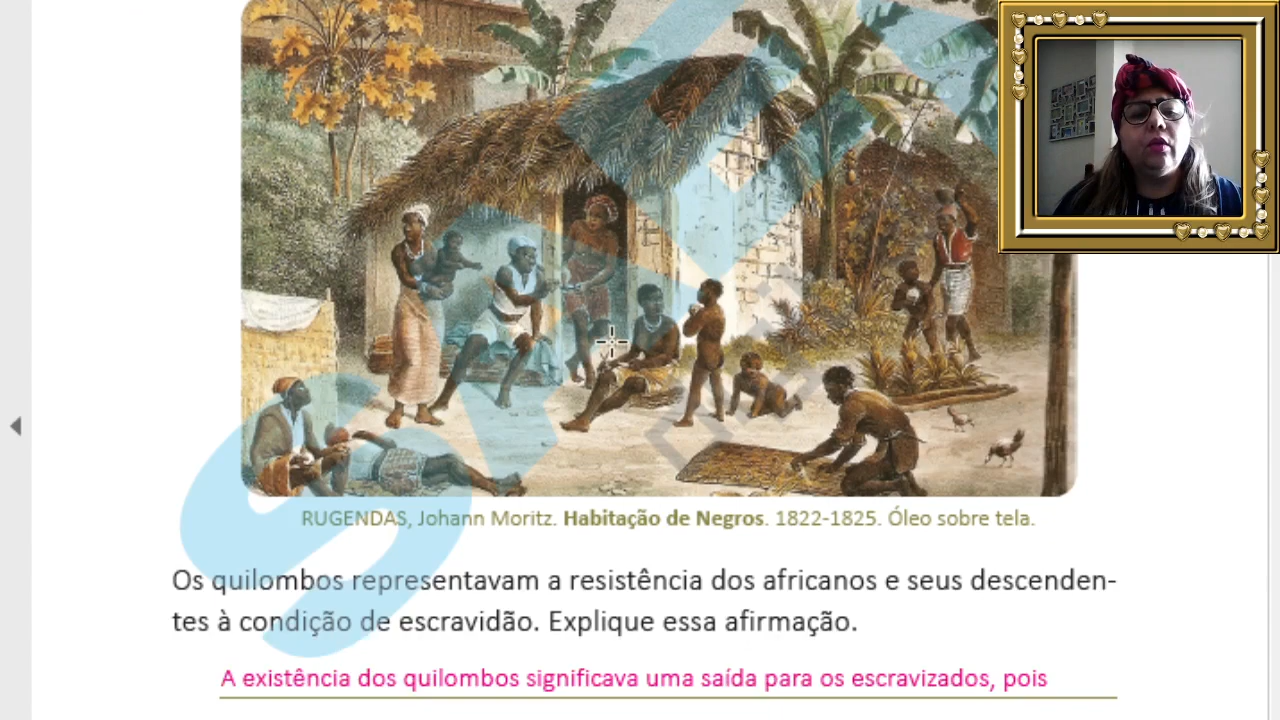 RUGENDAS, Johann Moritz. Habitação de Negros. 1822-1825. Óleo sobre tela.
Os quilombos representavam a resistência dos africanos e seus descenden-
tes à condição de escravidão. Explique essa afirmação.
A existência dos quilombos significava uma saída para os escravizados, pois